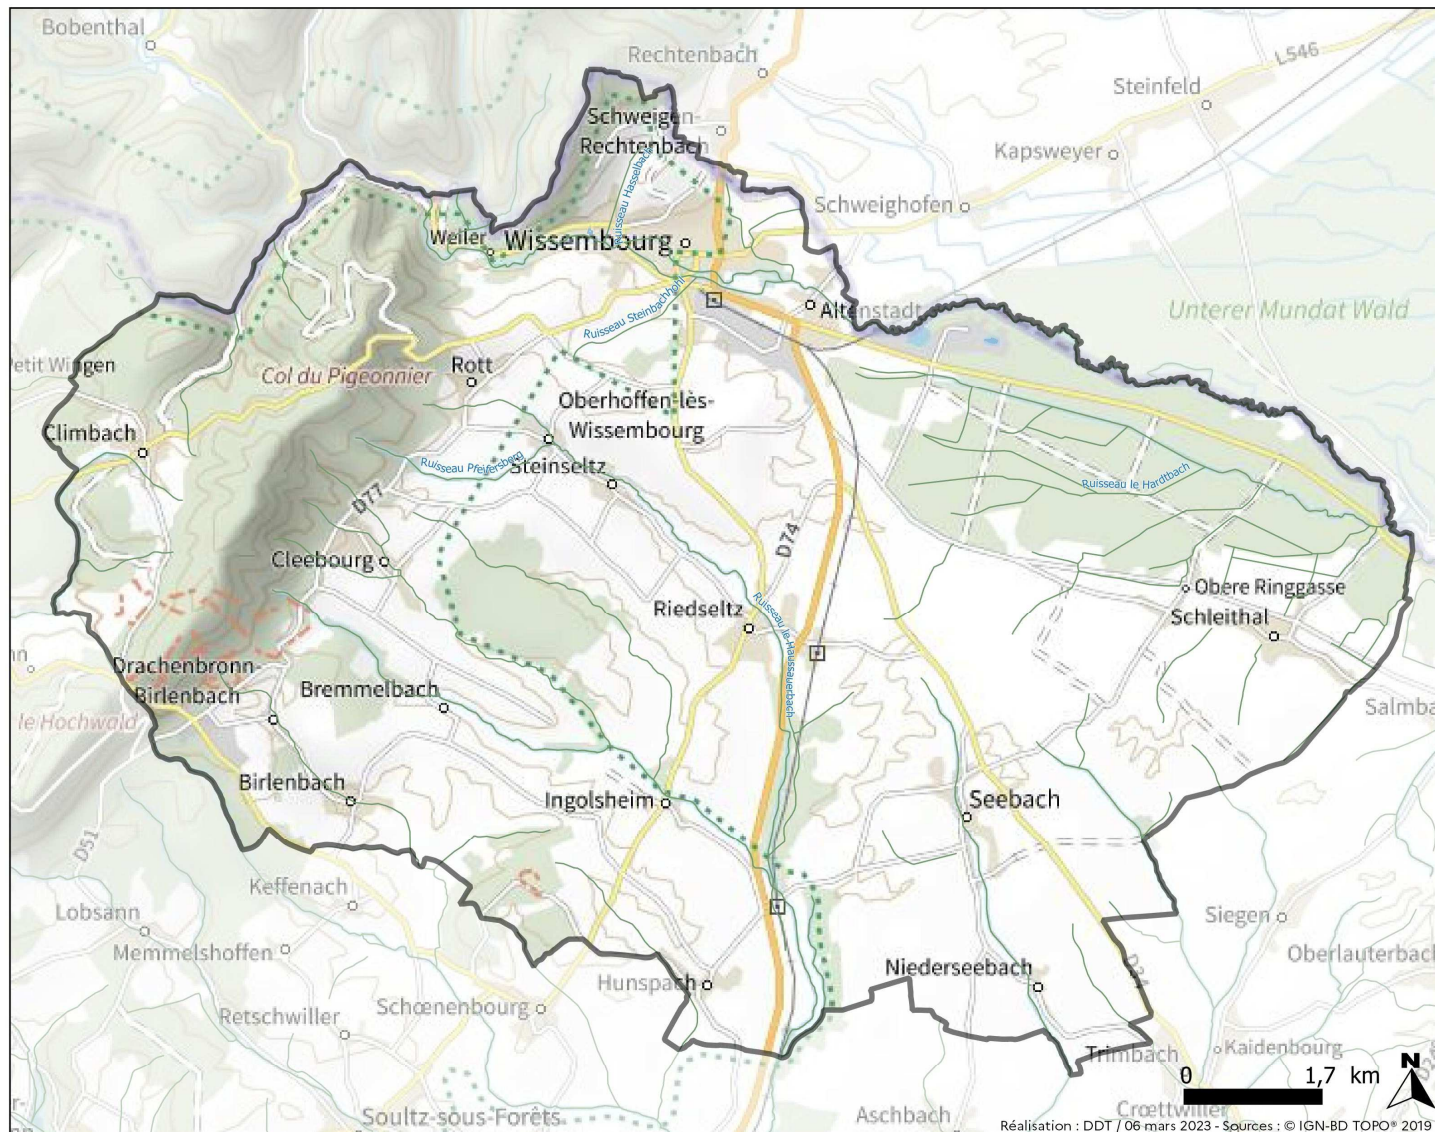 Bobenthal
Rechtenbach
L546
Steinfeld
Schweigen-
Rechtenbach
Kapsweyer
Ruisseau Hasselbach
Schweighofen
Weiler
Wissembourg
Ruisseau Steinbachhohl
Altenstadt
Unterer Mundat Wald
Petit Wingen
Col du Pigeonnier
Rott
Oberhoffen-lès-
Wissembourg
Climbach
Ruisseau Pfeifersberg
Steinseltz
Ruisseau le Hardtbach
D77
D74
Cleebourg
Obere Ringgasse
Riedseltz
Ruisseau le Haussauerbach
Schleithal
Drachenbronn-
Birlenbach
Bremmelbach
le Hochwald
Salmba
Birlenbach
Ingolsheim
Seebach
D51
Keffenach
Lobsann
Siegen
Memmelshoffen
Oberlauterbach
Hunspach
Niederseebach
Schœnenbourg
Retschwiller
Trimbach
Kaidenbourg
N
0 1,7 km
Soultz-sous-Forêts
Aschbach
Crœttwiller
Réalisation : DDT / 06 mars 2023 - Sources : © IGN-BD TOPO® 2019